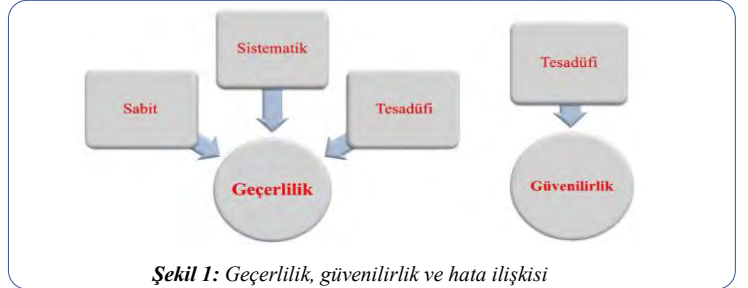 Sistematik
Tesadüfi
Sabit
Tesadüfi
Geçerlilik
Güvenilirlik
Şekil 1: Geçerlilik, güvenilirlik ve hata ilişkisi